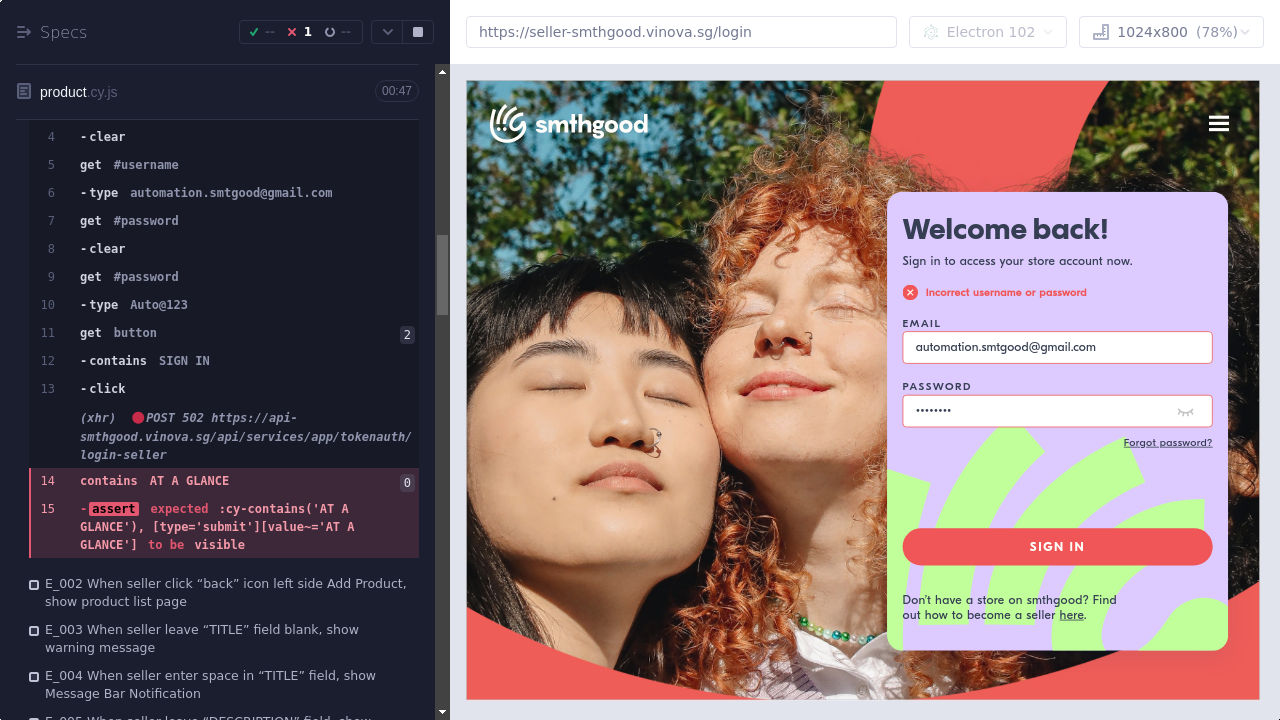 Specs
--
1
--
https://seller-smthgood.vinova.sg/login
Electron 102
1024x800 (78%)
product.cy.js
00:47
4 -clear
5 get #username
6 -type automation.smtgood@gmail.com
7 get #password
8 -clear
9 get #password
10 -type Auto@123
11 get button 2
12 -contains SIGN IN
13 -click
(xhr) POST 502 https://api-
smthgood.vinova.sg/api/services/app/tokenauth/
login-seller
14 contains AT A GLANCE 0
15 -assert expected :cy-contains('AT A
GLANCE'), [type='submit'][value~='AT A
GLANCE'] to be visible
E_002 When seller click “back” icon left side Add Product,
show product list page
E_003 When seller leave “TITLE” field blank, show
warning message
E_004 When seller enter space in “TITLE” field, show
Message Bar Notification
E_005 When seller leave “DESCRIPTION” field, show
smthgood
Welcome back!
Sign in to access your store account now.
Incorrect username or password
EMAIL
automation.smtgood@gmail.com
PASSWORD
••••••••
Forgot password?
SIGN IN
Don't have a store on smthgood? Find
out how to become a seller here.